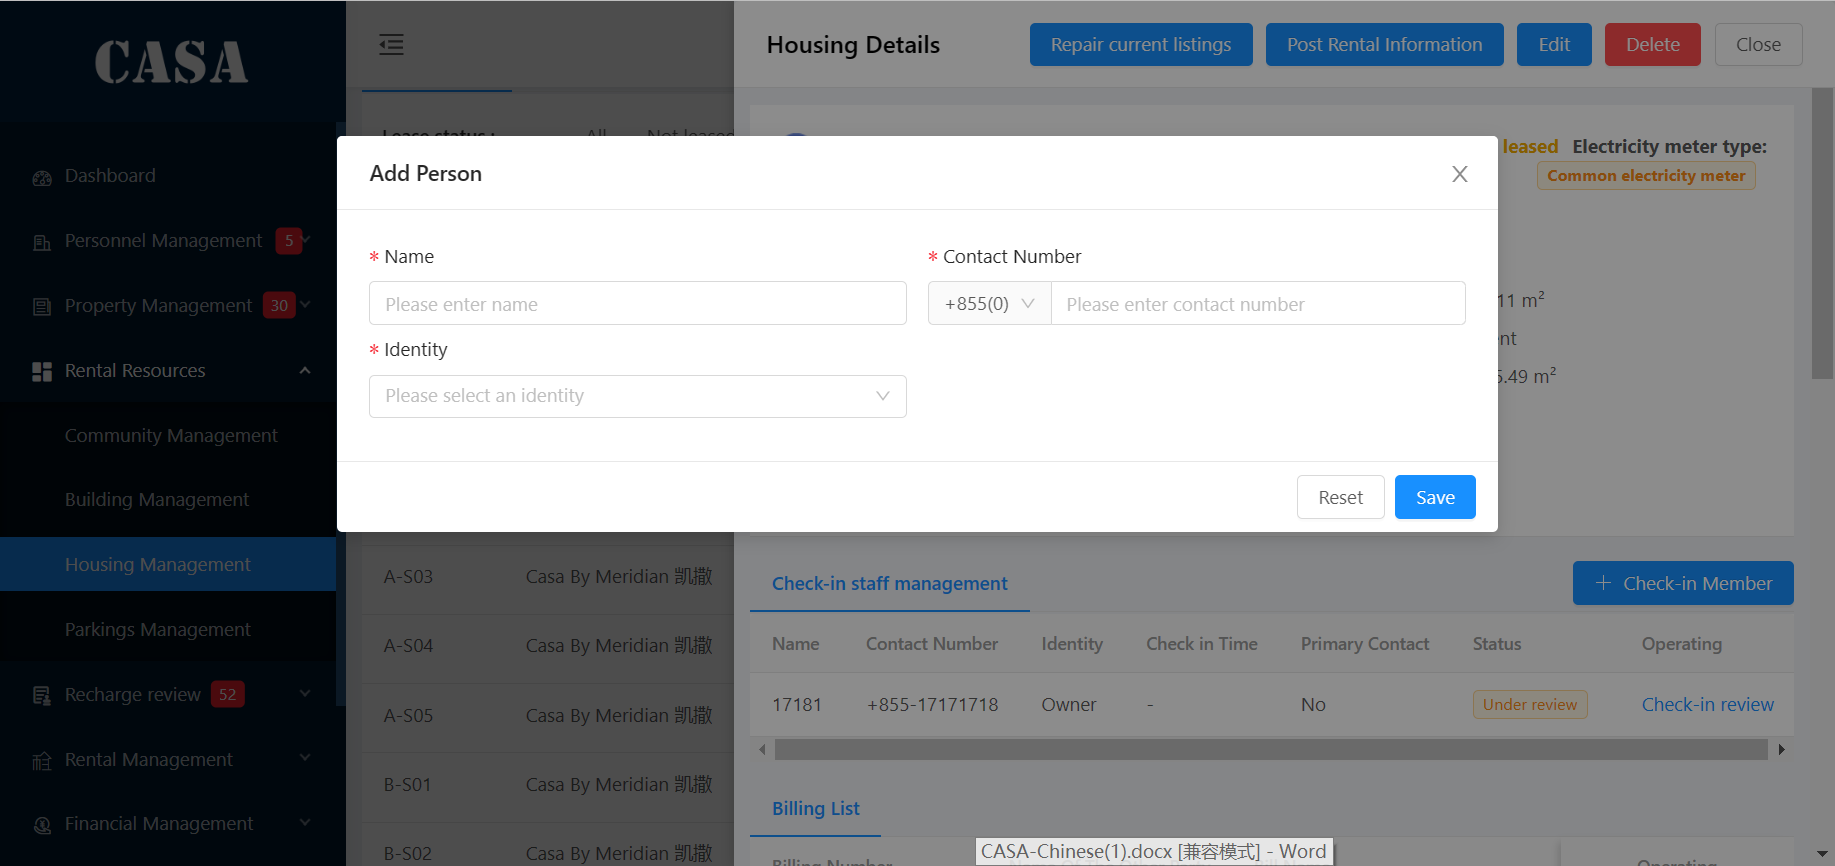 CASA
Dashboard
Personnel Management 5
Property Management 30
Rental Resources
Community Management
Building Management
Housing Management
Parkings Management
Recharge review 52
Rental Management
Financial Management
Lease status : All Not leased
Housing Details
Repair current listings Post Rental Information Edit Delete Close
leased Electricity meter type:
Common electricity meter
11 m²
5.49 m²
Add Person
* Name
Please enter name
* Contact Number
+855(0) Please enter contact number
* Identity
Please select an identity
Reset Save
A-S03 Casa By Meridian 凯撒
A-S04 Casa By Meridian 凯撒
A-S05 Casa By Meridian 凯撒
B-S01 Casa By Meridian 凯撒
B-S02 Casa By Meridian 凯撒
Check-in staff management
+ Check-in Member
Name Contact Number Identity Check in Time Primary Contact Status Operating
17181 +855-17171718 Owner - No Under review Check-in review
Billing List
Billing Number Operating
CASA-Chinese(1).docx [兼容模式] - Word